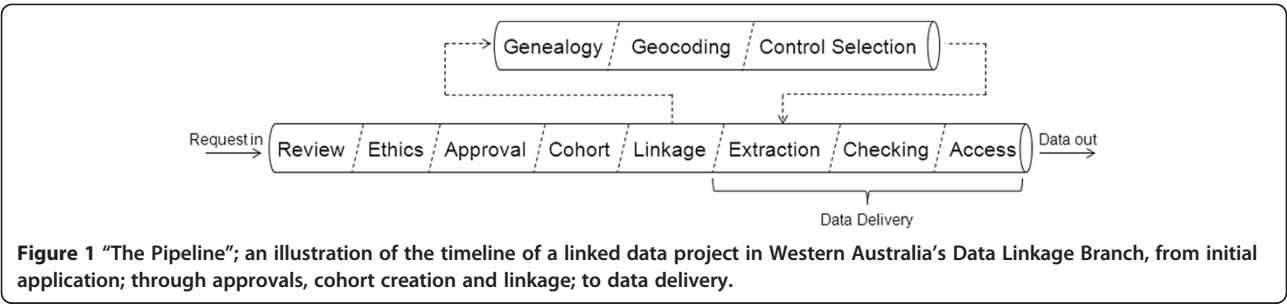 Genealogy Geocoding Control Selection
Request in Review Ethics Approval Cohort Linkage Extraction Checking Access Data out
Data Delivery
Figure 1 “The Pipeline”; an illustration of the timeline of a linked data project in Western Australia’s Data Linkage Branch, from initial
application; through approvals, cohort creation and linkage; to data delivery.